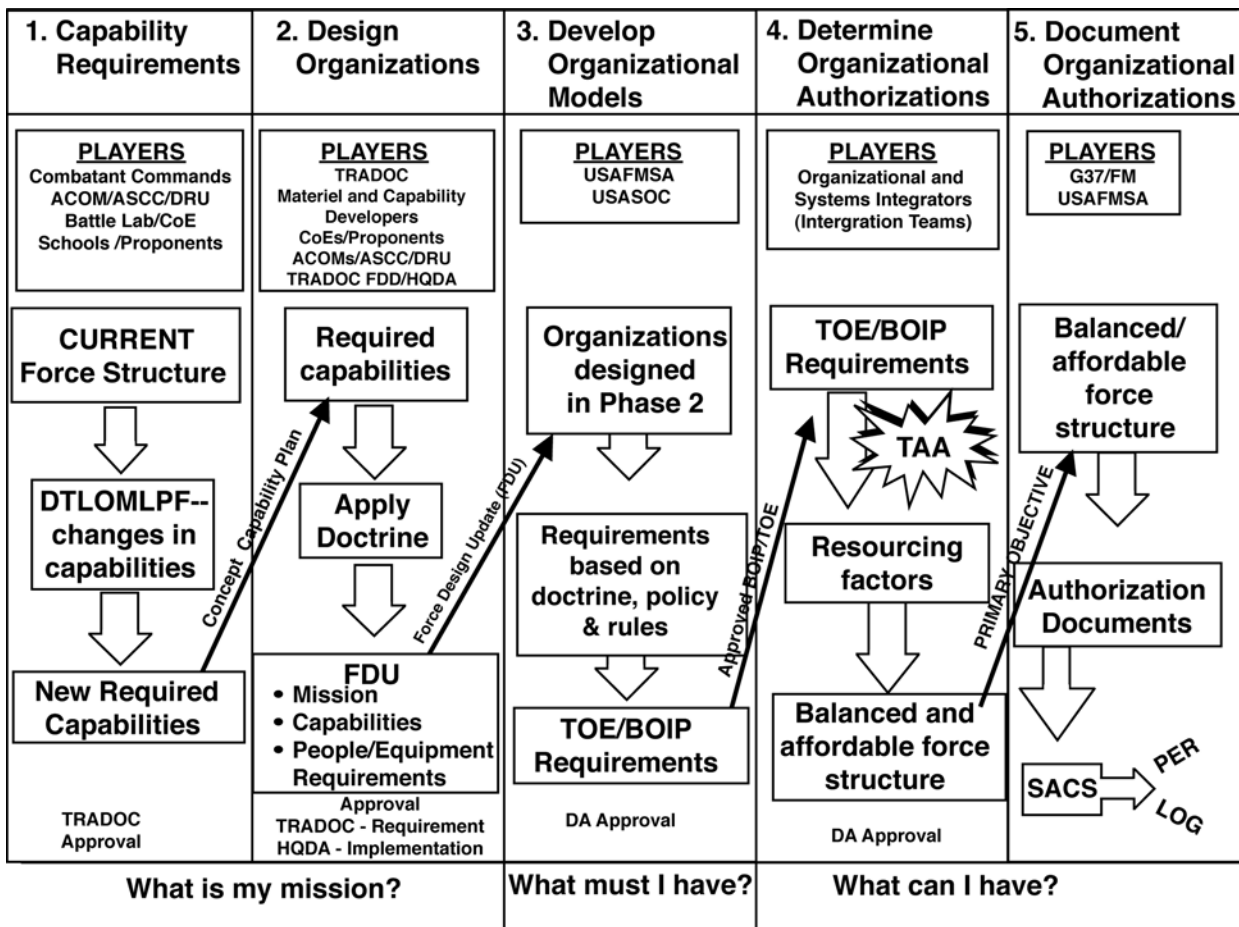 1. Capability
Requirements
2. Design
Organizations
3. Develop
Organizational
Models
4. Determine
Organizational
Authorizations
5. Document
Organizational
Authorizations
PLAYERS
Combatant Commands
ACOM/ASCC/DRU
Battle Lab/CoE
Schools /Proponents
CURRENT
Force Structure
DTLOMLPF--
changes in
capabilities
New Required
Capabilities
TRADOC
Approval
Concept Capability Plan
PLAYERS
TRADOC
Materiel and Capability
Developers
CoEs/Proponents
ACOMs/ASCC/DRU
TRADOC FDD/HQDA
Required
capabilities
Apply
Doctrine
FDU
• Mission
• Capabilities
• People/Equipment
Requirements
Approval
TRADOC - Requirement
HQDA - Implementation
Force Design Update (FDU)
PLAYERS
USAFMSA
USASOC
Organizations
designed
in Phase 2
Requirements
based on
doctrine, policy
& rules
TOE/BOIP
Requirements
DA Approval
Approved BOIP/TOE
PLAYERS
Organizational and
Systems Integrators
(Intergration Teams)
TOE/BOIP
Requirements
TAA
Resourcing
factors
Balanced and
affordable force
structure
DA Approval
PRIMARY OBJECTIVE
PLAYERS
G37/FM
USAFMSA
Balanced/
affordable
force
structure
Authorization
Documents
SACS
PER
LOG
What is my mission?
What must I have?
What can I have?